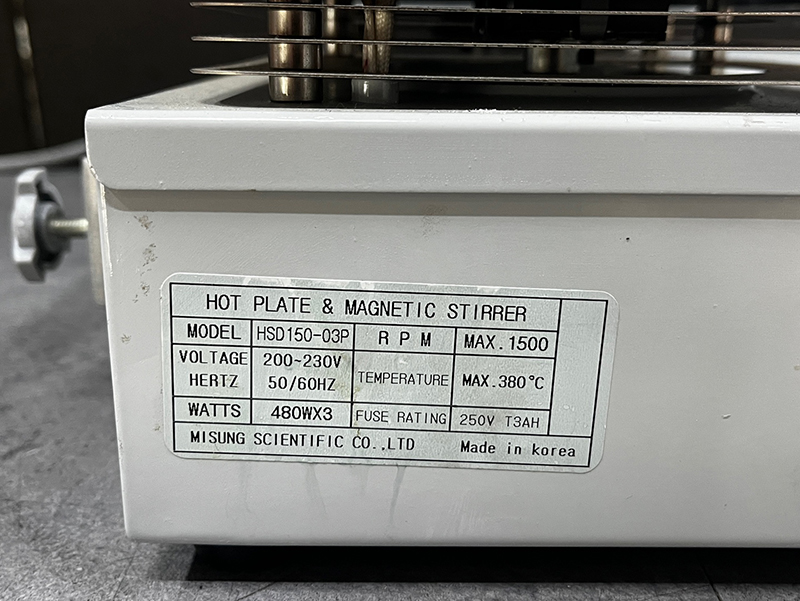 HOT PLATE & MAGNETIC STIRRER
MODEL HSD150-03P R P M MAX.1500
VOLTAGE 200~230V
HERTZ 50/60HZ TEMPERATURE MAX.380℃
WATTS 480WX3 FUSE RATING 250V T3AH
MISUNG SCIENTIFIC CO.,LTD Made in korea